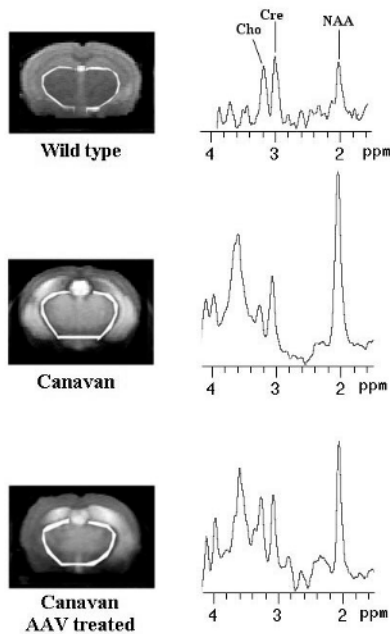 Cre
Cho NAA
4 3 2 ppm
Wild type
4 3 2 ppm
Canavan
4 3 2 ppm
Canavan
AAV treated